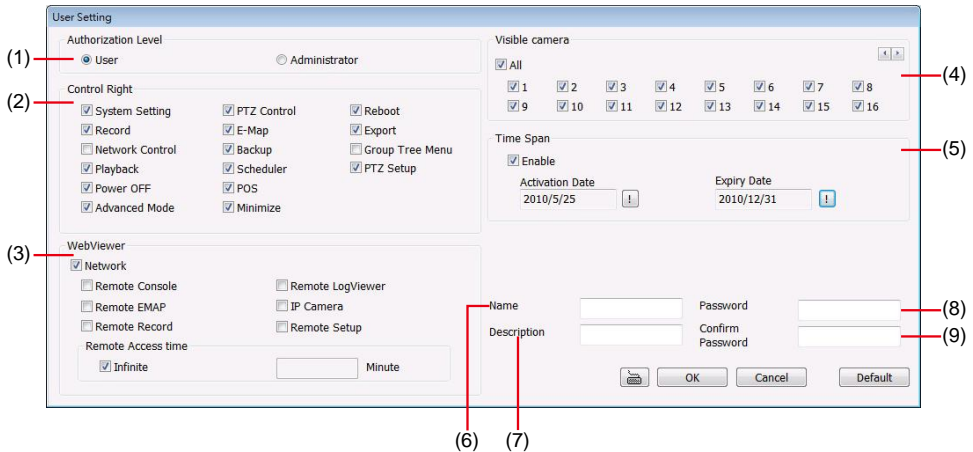 User Setting
Authorization Level
(1)
User
Administrator
Control Right
(2)
System Setting
PTZ Control
Reboot
Record
E-Map
Export
Network Control
Backup
Group Tree Menu
Playback
Scheduler
PTZ Setup
Power OFF
POS
Advanced Mode
Minimize
WebViewer
(3)
Network
Remote Console
Remote LogViewer
Remote EMAP
IP Camera
Remote Record
Remote Setup
Remote Access time
Infinite
Minute
Visible camera
(4)
All
1 2 3 4 5 6 7 8
9 10 11 12 13 14 15 16
Time Span
(5)
Enable
Activation Date
Expiry Date
2010/5/25 !
2010/12/31 !
Name
Password
(8)
Description
Confirm
Password
(9)
OK
Cancel
Default
(6)
(7)